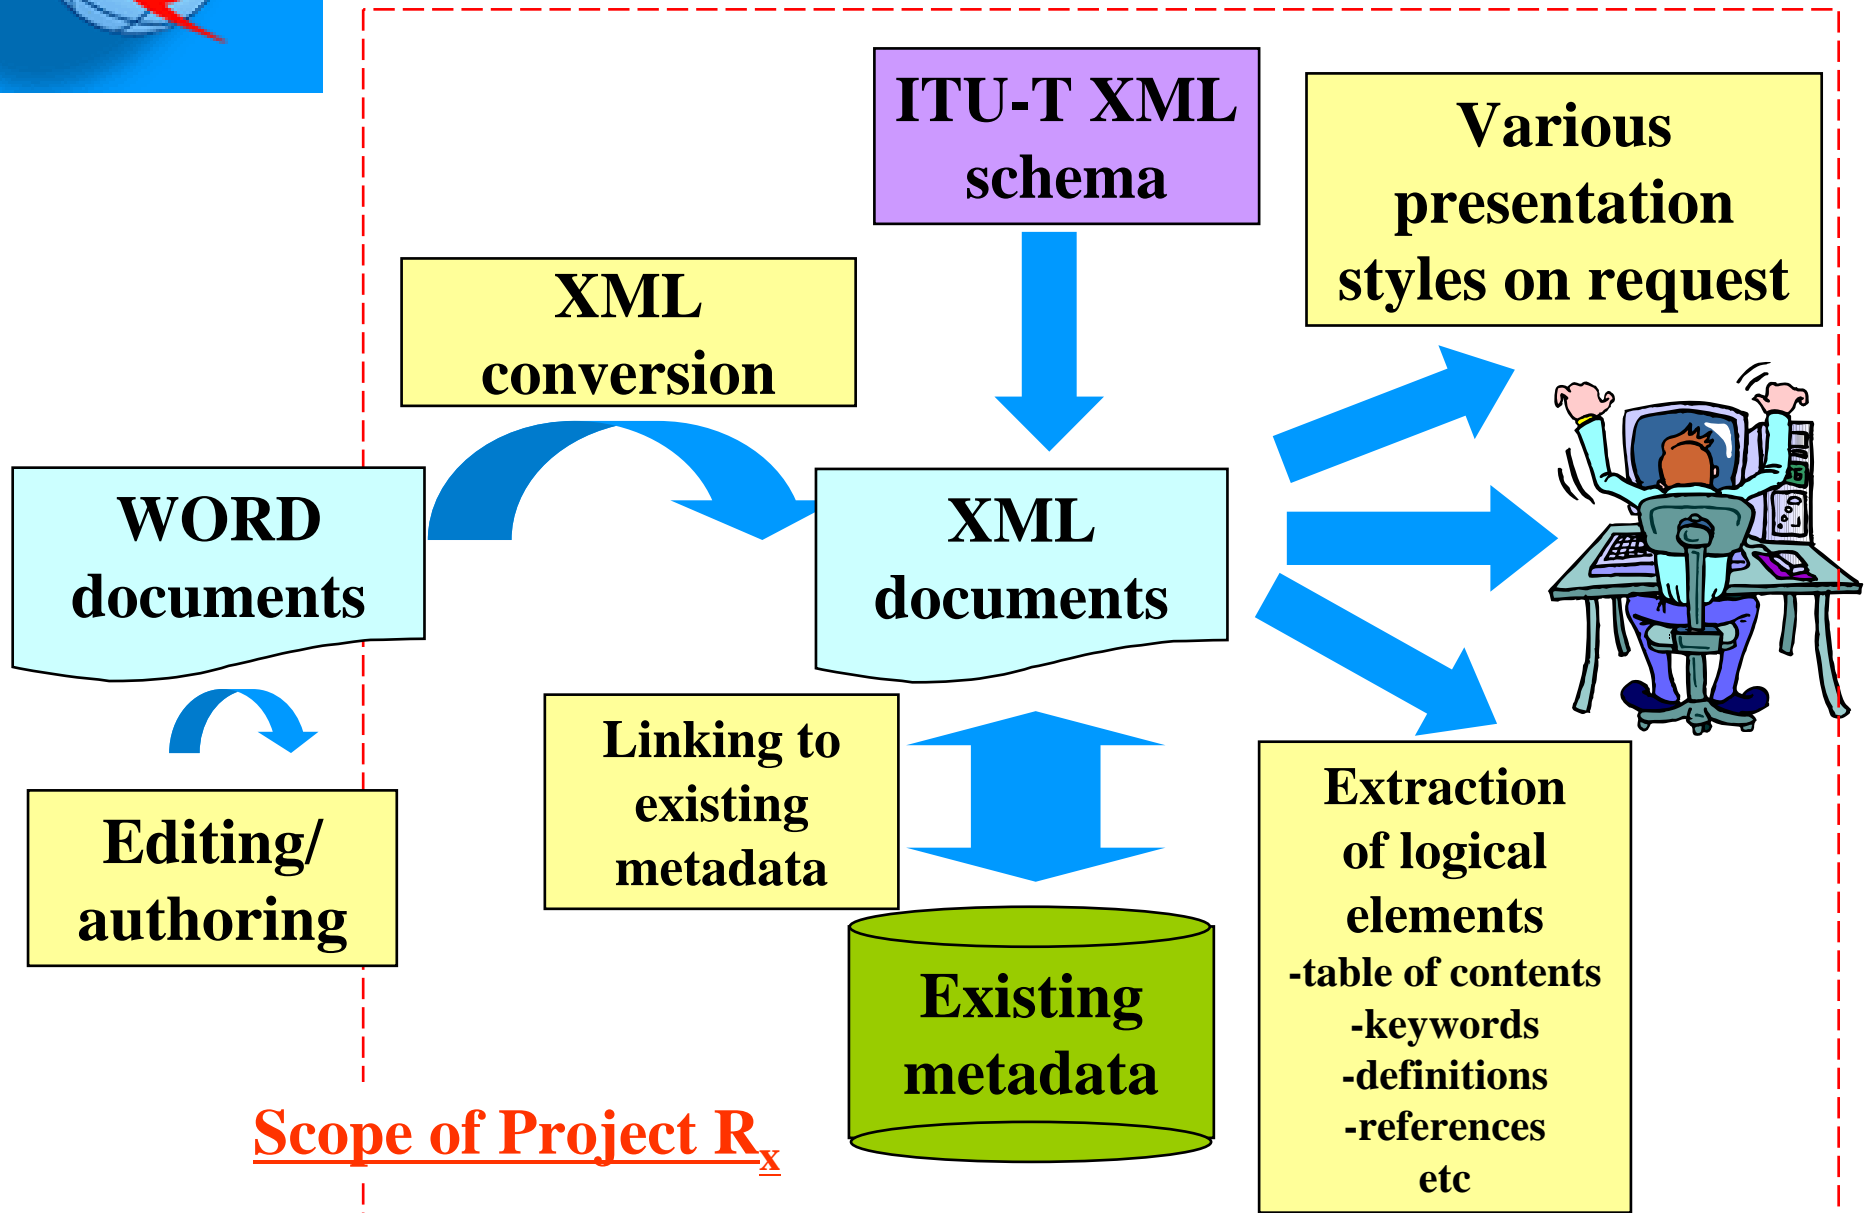 ITU-T XML
schema
Various
presentation
styles on request
XML
conversion
WORD
documents
XML
documents
Linking to
existing
metadata
Editing/
authoring
Existing
metadata
Extraction
of logical
elements
-table of contents
-keywords
-definitions
-references
etc
Scope of Project Rx